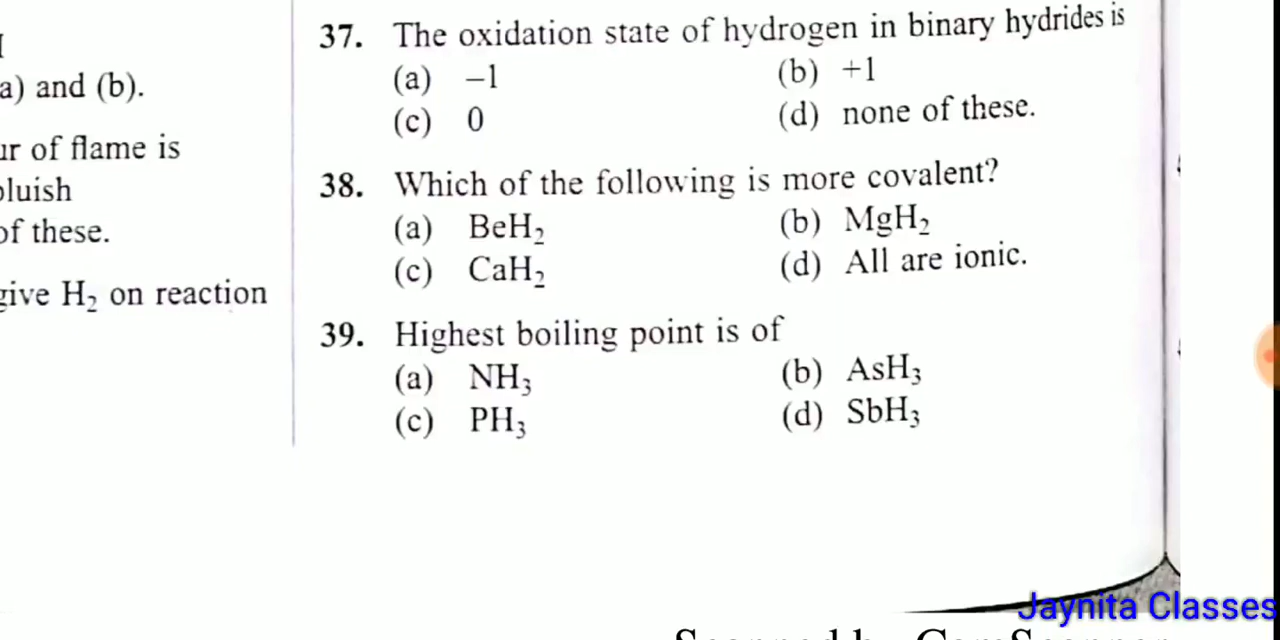 a) and (b).
ur of flame is
bluish
of these.
give H₂ on reaction
37. The oxidation state of hydrogen in binary hydrides is
(a) −1 (b) +1
(c) 0 (d) none of these.
38. Which of the following is more covalent?
(a) BeH₂ (b) MgH₂
(c) CaH₂ (d) All are ionic.
39. Highest boiling point is of
(a) NH₃ (b) AsH₃
(c) PH₃ (d) SbH₃
Jaynita Classes